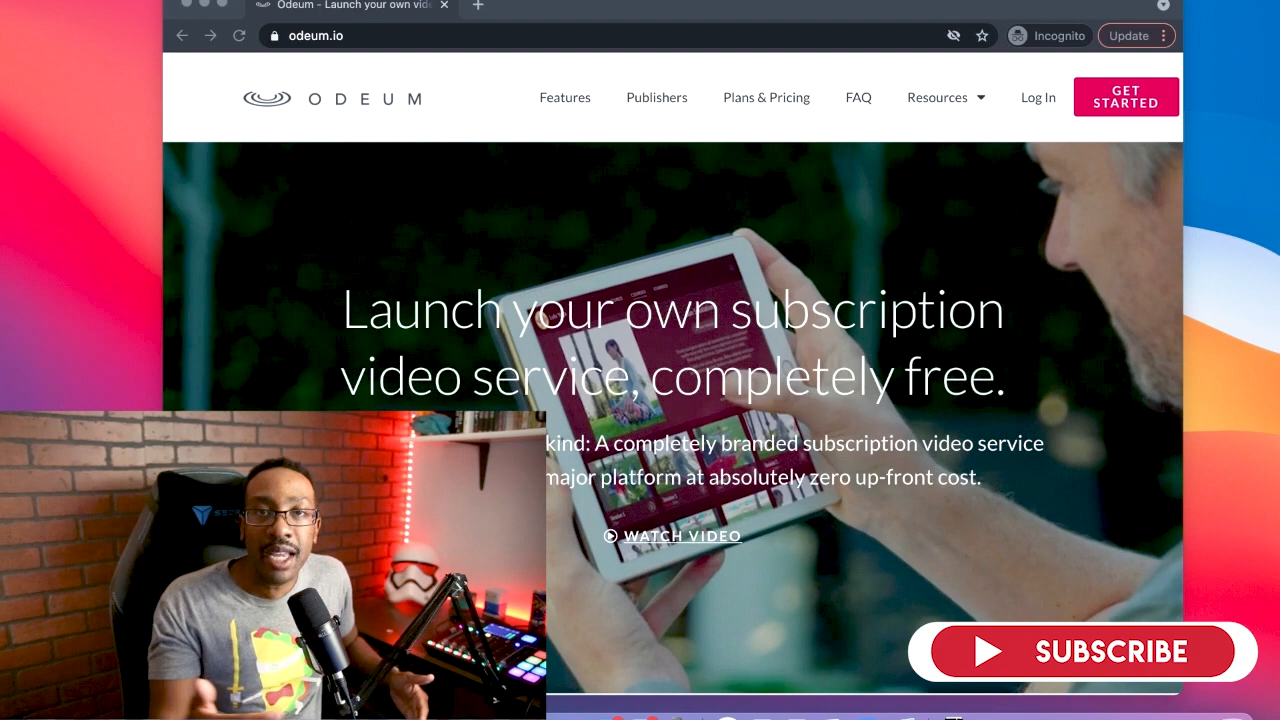 Odeum - Launch your own vid
odeum.io
Incognito
Update
ODEUM
Features
Publishers
Plans & Pricing
FAQ
Resources
Log In
GET STARTED
Launch your own subscription
video service, completely free.
kind: A completely branded subscription video service
major platform at absolutely zero up-front cost.
WATCH VIDEO
SUBSCRIBE